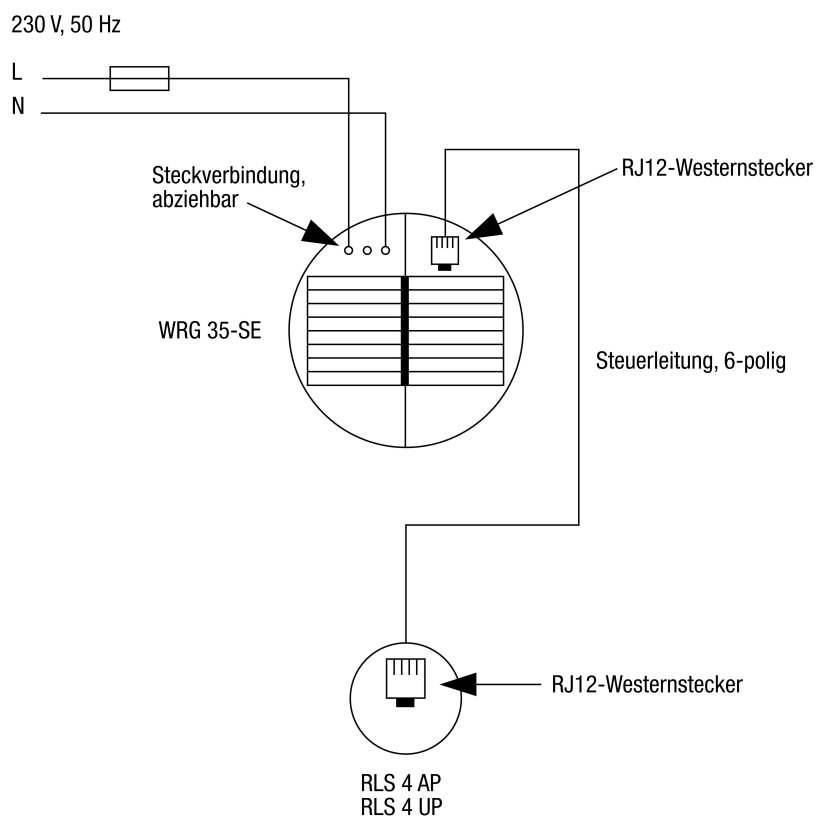 230 V, 50 Hz
L
N
Steckverbindung,
abziehbar
RJ12-Westernstecker
WRG 35-SE
Steuerleitung, 6-polig
RJ12-Westernstecker
RLS 4 AP
RLS 4 UP